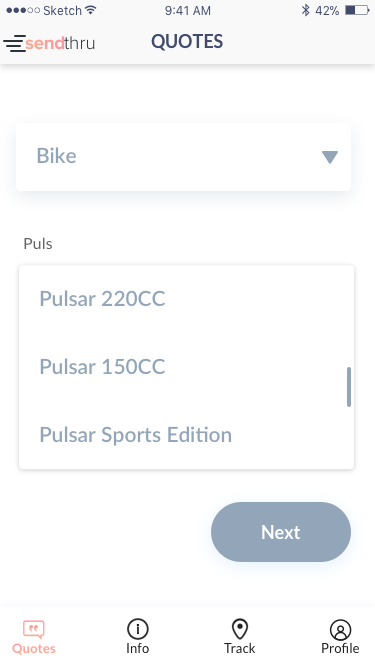 Sketch 9:41 AM 42%
sendthru QUOTES
Bike
Puls
Pulsar 220CC
Pulsar 150CC
Pulsar Sports Edition
Next
Quotes Info Track Profile